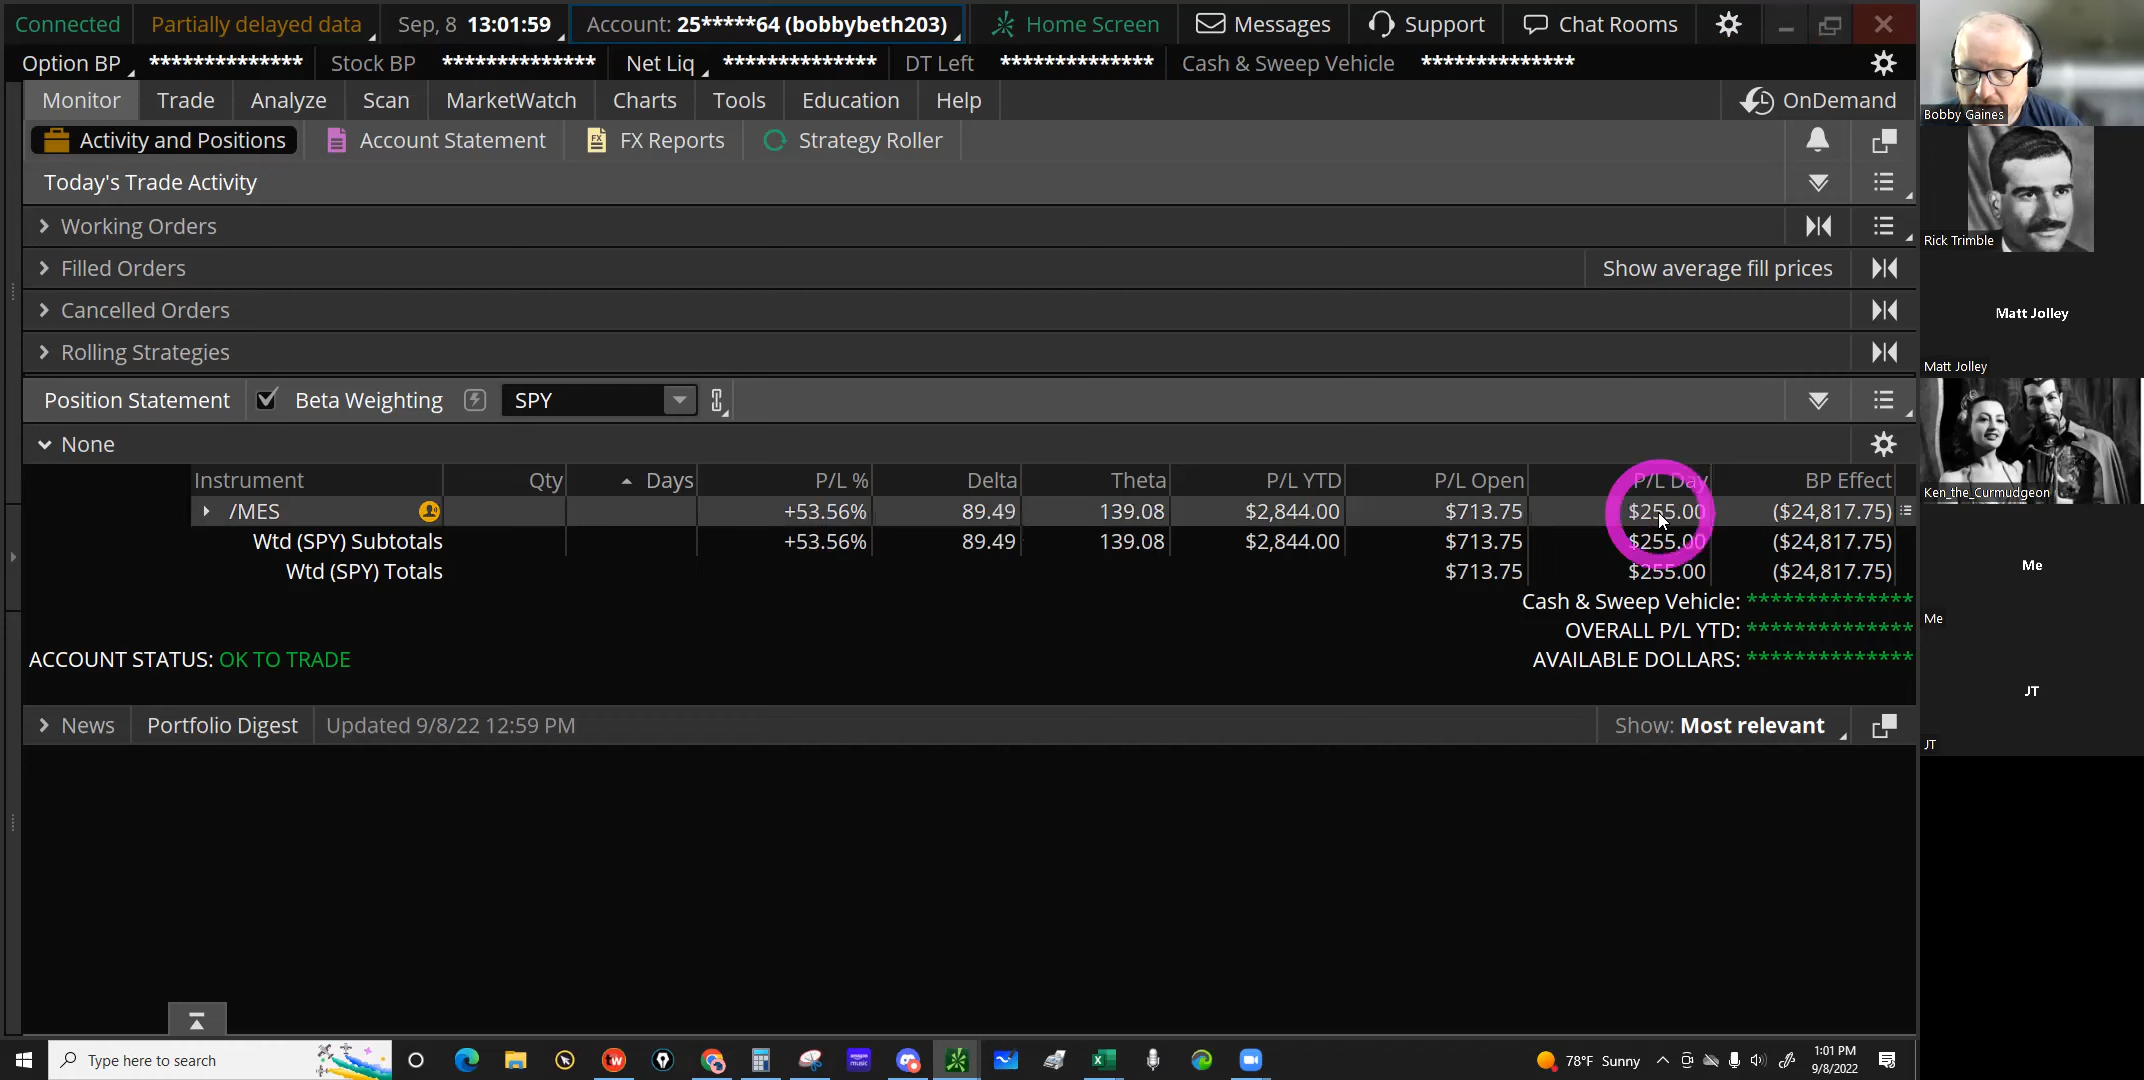 Connected Partially delayed data Sep, 8 13:01:59 Account: 25*****64 (bobbybeth203) Home Screen Messages Support Chat Rooms
Option BP ************** Stock BP ************** Net Liq ************** DT Left ************** Cash & Sweep Vehicle **************
Monitor Trade Analyze Scan MarketWatch Charts Tools Education Help OnDemand
Activity and Positions Account Statement FX FX Reports Strategy Roller
Today's Trade Activity
Working Orders
Filled Orders Show average fill prices
Cancelled Orders
Rolling Strategies
Position Statement Beta Weighting SPY
None
Instrument Qty Days P/L % Delta Theta P/L YTD P/L Open P/L Day BP Effect
/MES +53.56% 89.49 139.08 $2,844.00 $713.75 $255.00 ($24,817.75)
Wtd (SPY) Subtotals +53.56% 89.49 139.08 $2,844.00 $713.75 $255.00 ($24,817.75)
Wtd (SPY) Totals $713.75 $255.00 ($24,817.75)
Cash & Sweep Vehicle: **************
OVERALL P/L YTD: **************
ACCOUNT STATUS: OK TO TRADE AVAILABLE DOLLARS: **************
News Portfolio Digest Updated 9/8/22 12:59 PM Show: Most relevant
Type here to search amazon music 78°F Sunny 1:01 PM
9/8/2022
Bobby Gaines
Rick Trimble
Matt Jolley
Matt Jolley
Ken_the_Curmudgeon
Me
Me
JT
JT